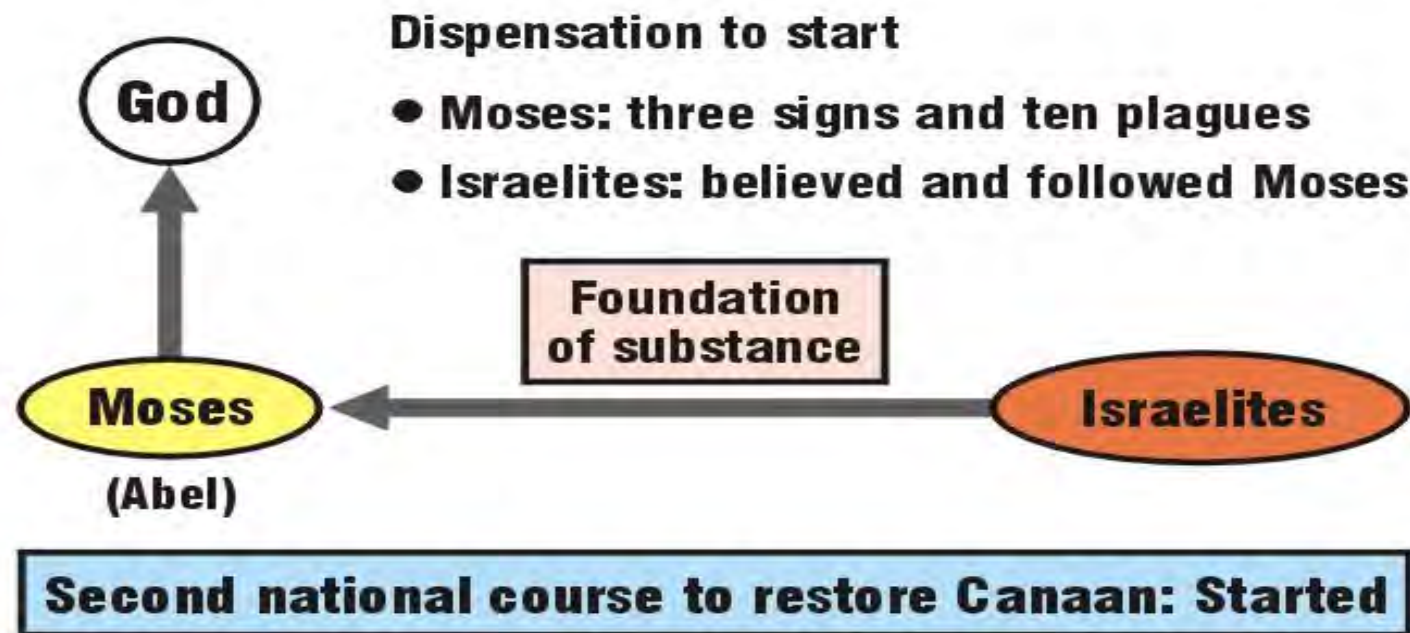 Dispensation to start
God
● Moses: three signs and ten plagues
● Israelites: believed and followed Moses
Foundation
of substance
Moses
Israelites
(Abel)
Second national course to restore Canaan: Started